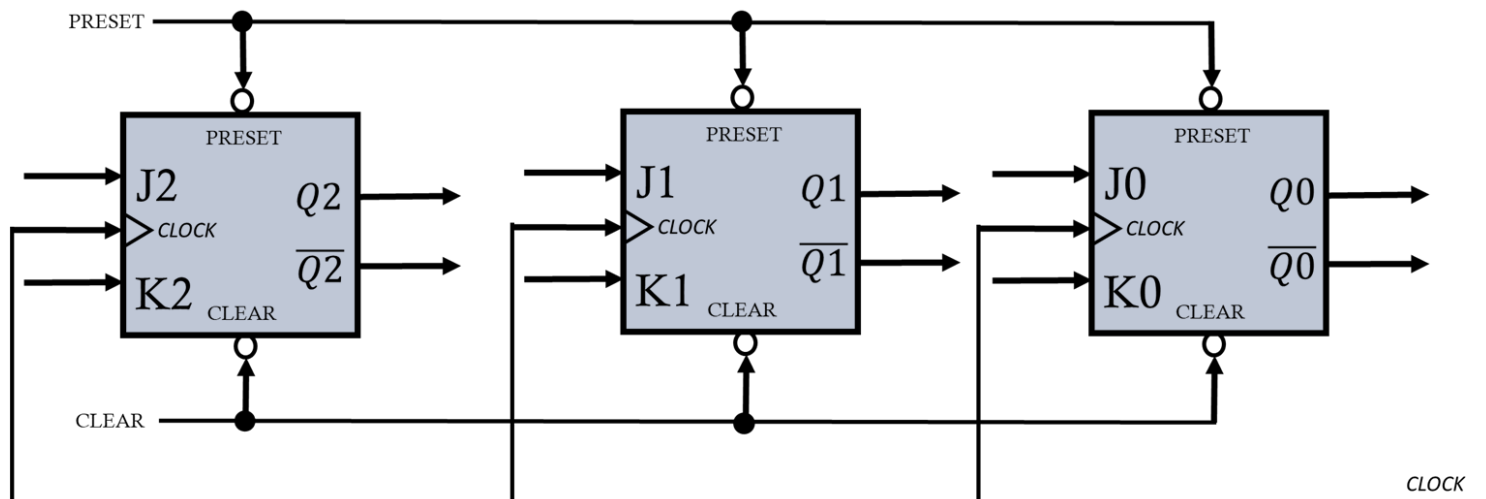 PRESET
PRESET
J2
Q2
CLOCK
Q2̅
K2
CLEAR
PRESET
J1
Q1
CLOCK
Q1̅
K1
CLEAR
PRESET
J0
Q0
CLOCK
Q0̅
K0
CLEAR
CLEAR
CLOCK